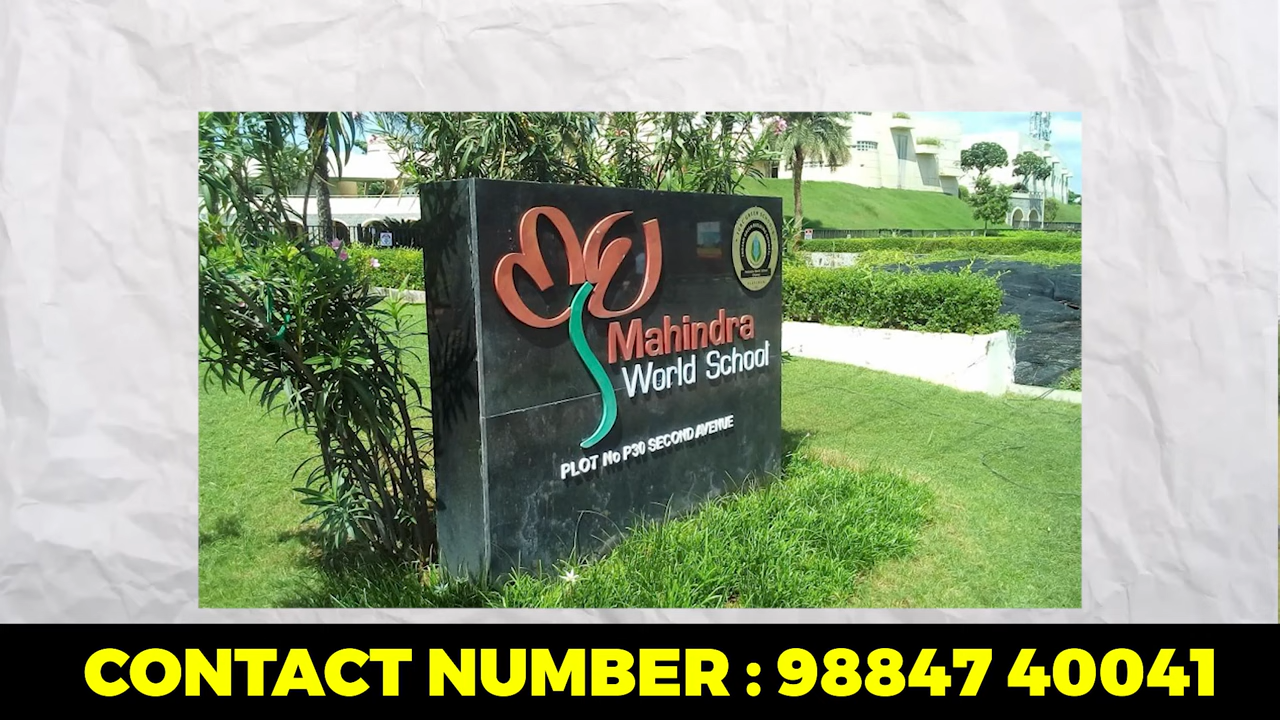 Mahindra
World School
PLOT No P30 SECOND AVENUE
CONTACT NUMBER : 98847 40041